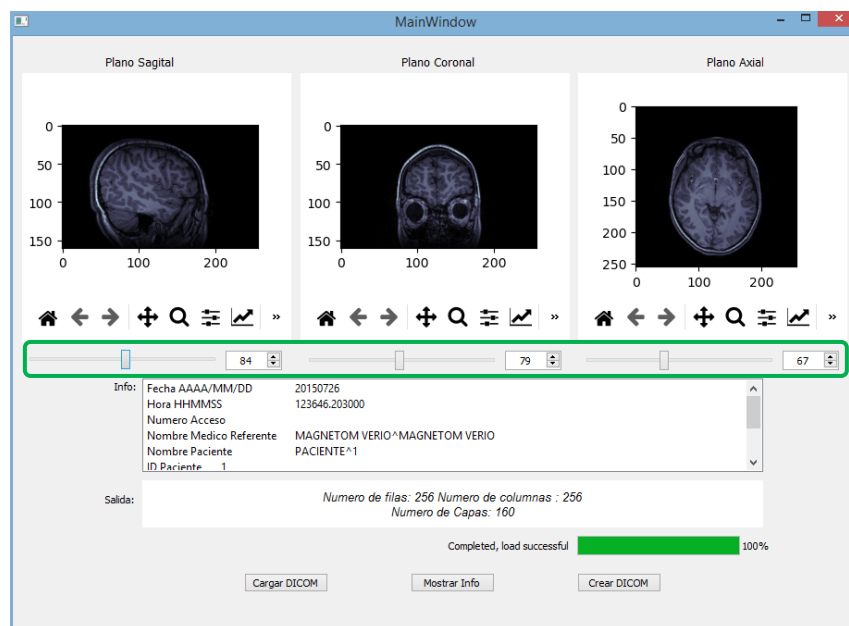 MainWindow
Plano Sagital
Plano Coronal
Plano Axial
0
50
100
150
0 100 200
0
50
100
150
0 100 200
0
50
100
150
200
250
0 100 200
» » »
84 79 67
Info:
Fecha AAAA/MM/DD 20150726
Hora HHMMSS 123646.203000
Numero Acceso
Nombre Medico Referente MAGNETOM VERIO^MAGNETOM VERIO
Nombre Paciente PACIENTE^1
ID Paciente 1
Salida:
Numero de filas: 256 Numero de columnas : 256
Numero de Capas: 160
Completed, load successful 100%
Cargar DICOM Mostrar Info Crear DICOM